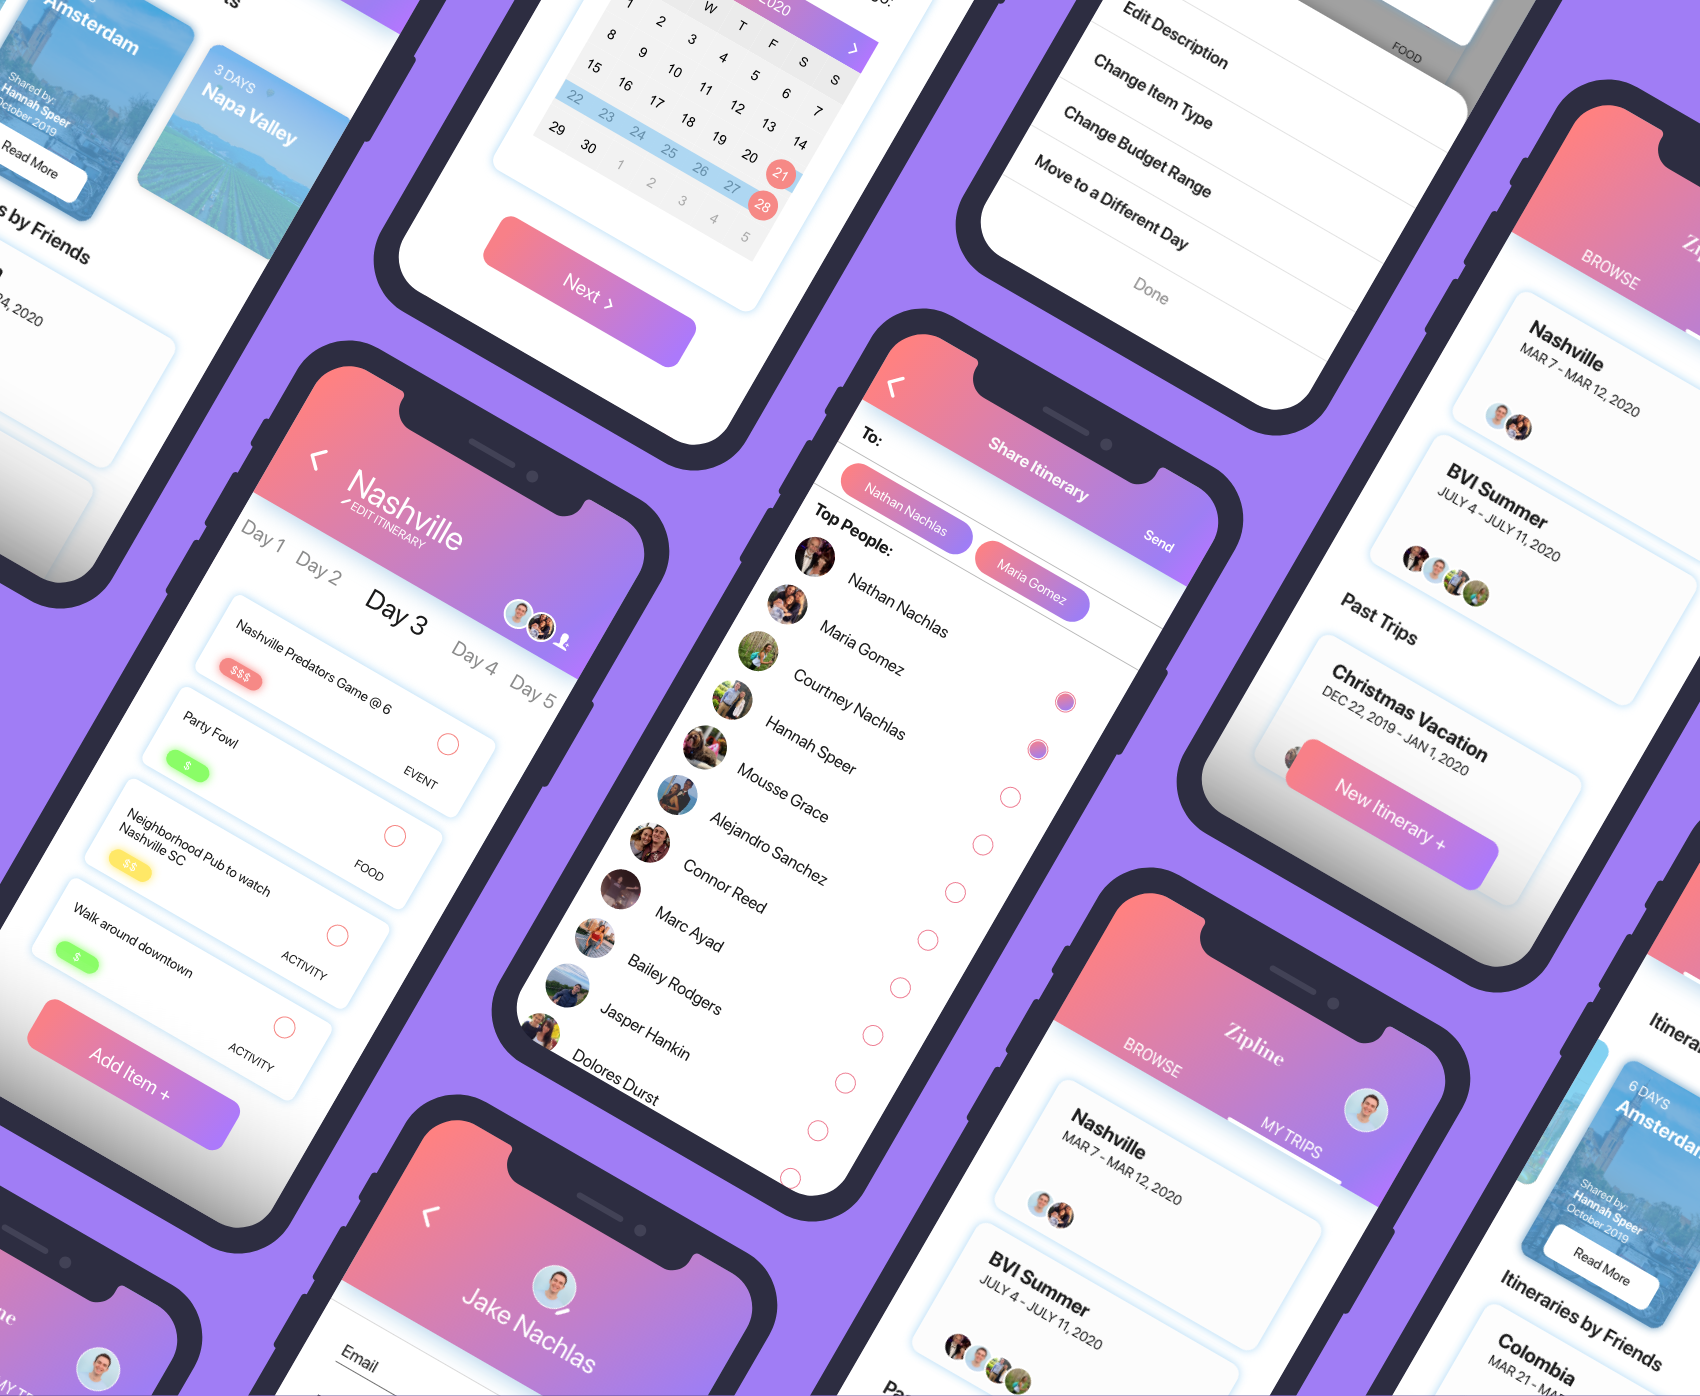 Amsterdam
Shared by:
Hannah Speer
October 2019
Read More
3 DAYS
Napa Valley
s by Friends
24, 2020
2020
W T F S S
1 2 3 4 5 6 7
8 9 10 11 12 13 14
15 16 17 18 19 20 21
22 23 24 25 26 27 28
29 30 1 2 3 4 5
Next
FOOD
Edit Description
Change Item Type
Change Budget Range
Move to a Different Day
Done
BROWSE
Nashville
MAR 7 - MAR 12, 2020
BVI Summer
JULY 4 - JULY 11, 2020
Past Trips
Christmas Vacation
DEC 22, 2019 - JAN 1, 2020
New Itinerary +
Nashville
EDIT ITINERARY
Day 1
Day 2
Day 3
Day 4
Day 5
Nashville Predators Game @ 6
$$$
EVENT
Party Fowl
$
FOOD
Neighborhood Pub to watch
Nashville SC
$$
ACTIVITY
Walk around downtown
$
ACTIVITY
Add Item +
Share Itinerary
Send
To:
Nathan Nachlas
Maria Gomez
Top People:
Nathan Nachlas
Maria Gomez
Courtney Nachlas
Hannah Speer
Mousse Grace
Alejandro Sanchez
Connor Reed
Marc Ayad
Bailey Rodgers
Jasper Hankin
Dolores Durst
Zipline
BROWSE
MY TRIPS
Nashville
MAR 7 - MAR 12, 2020
BVI Summer
JULY 4 - JULY 11, 2020
Pa
Jake Nachlas
Email
ne
MY T
Itinera
6 DAYS
Amsterda
Shared by:
Hannah Speer
October 2019
Read More
Itineraries by Friends
Colombia
MAR 21 - MA